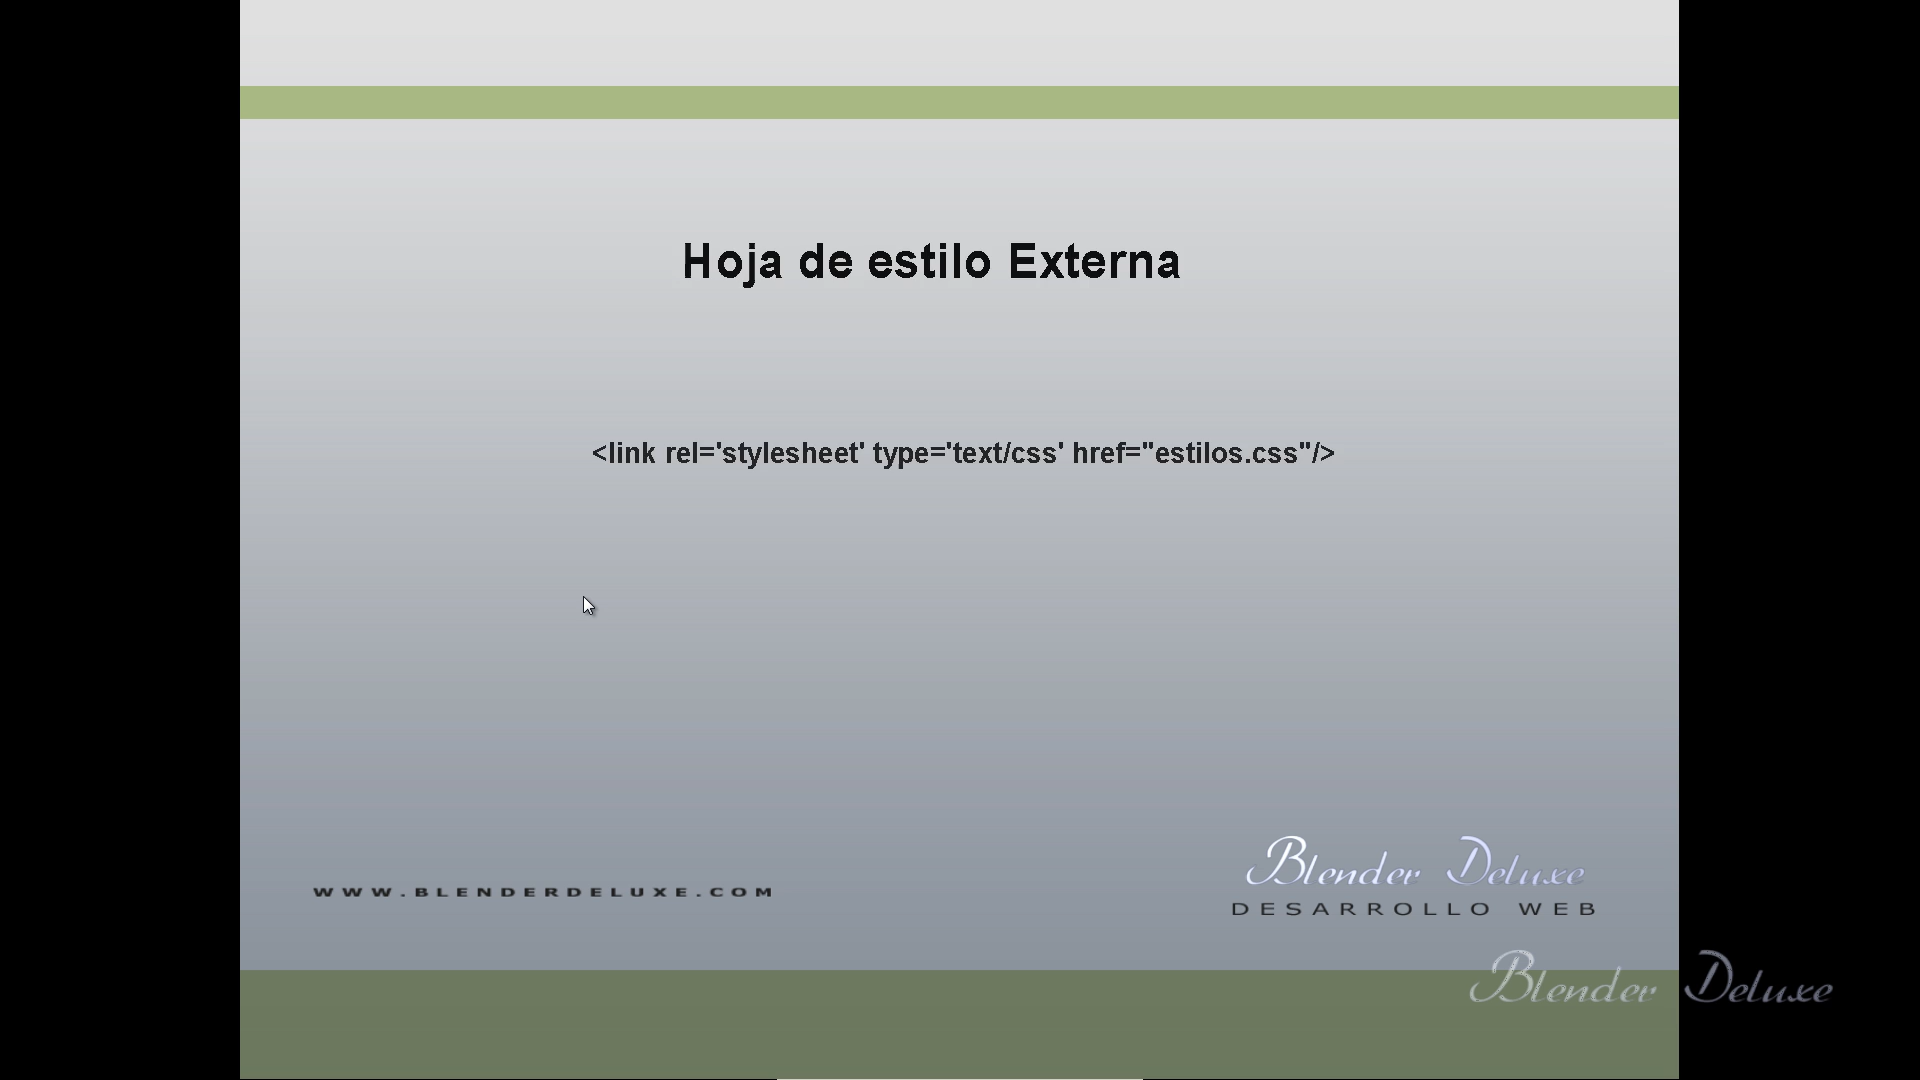 Hoja de estilo Externa
<link rel='stylesheet' type='text/css' href="estilos.css"/>
WWW.BLENDERDELUXE.COM
Blender Deluxe
DESARROLLO WEB
Blender Deluxe